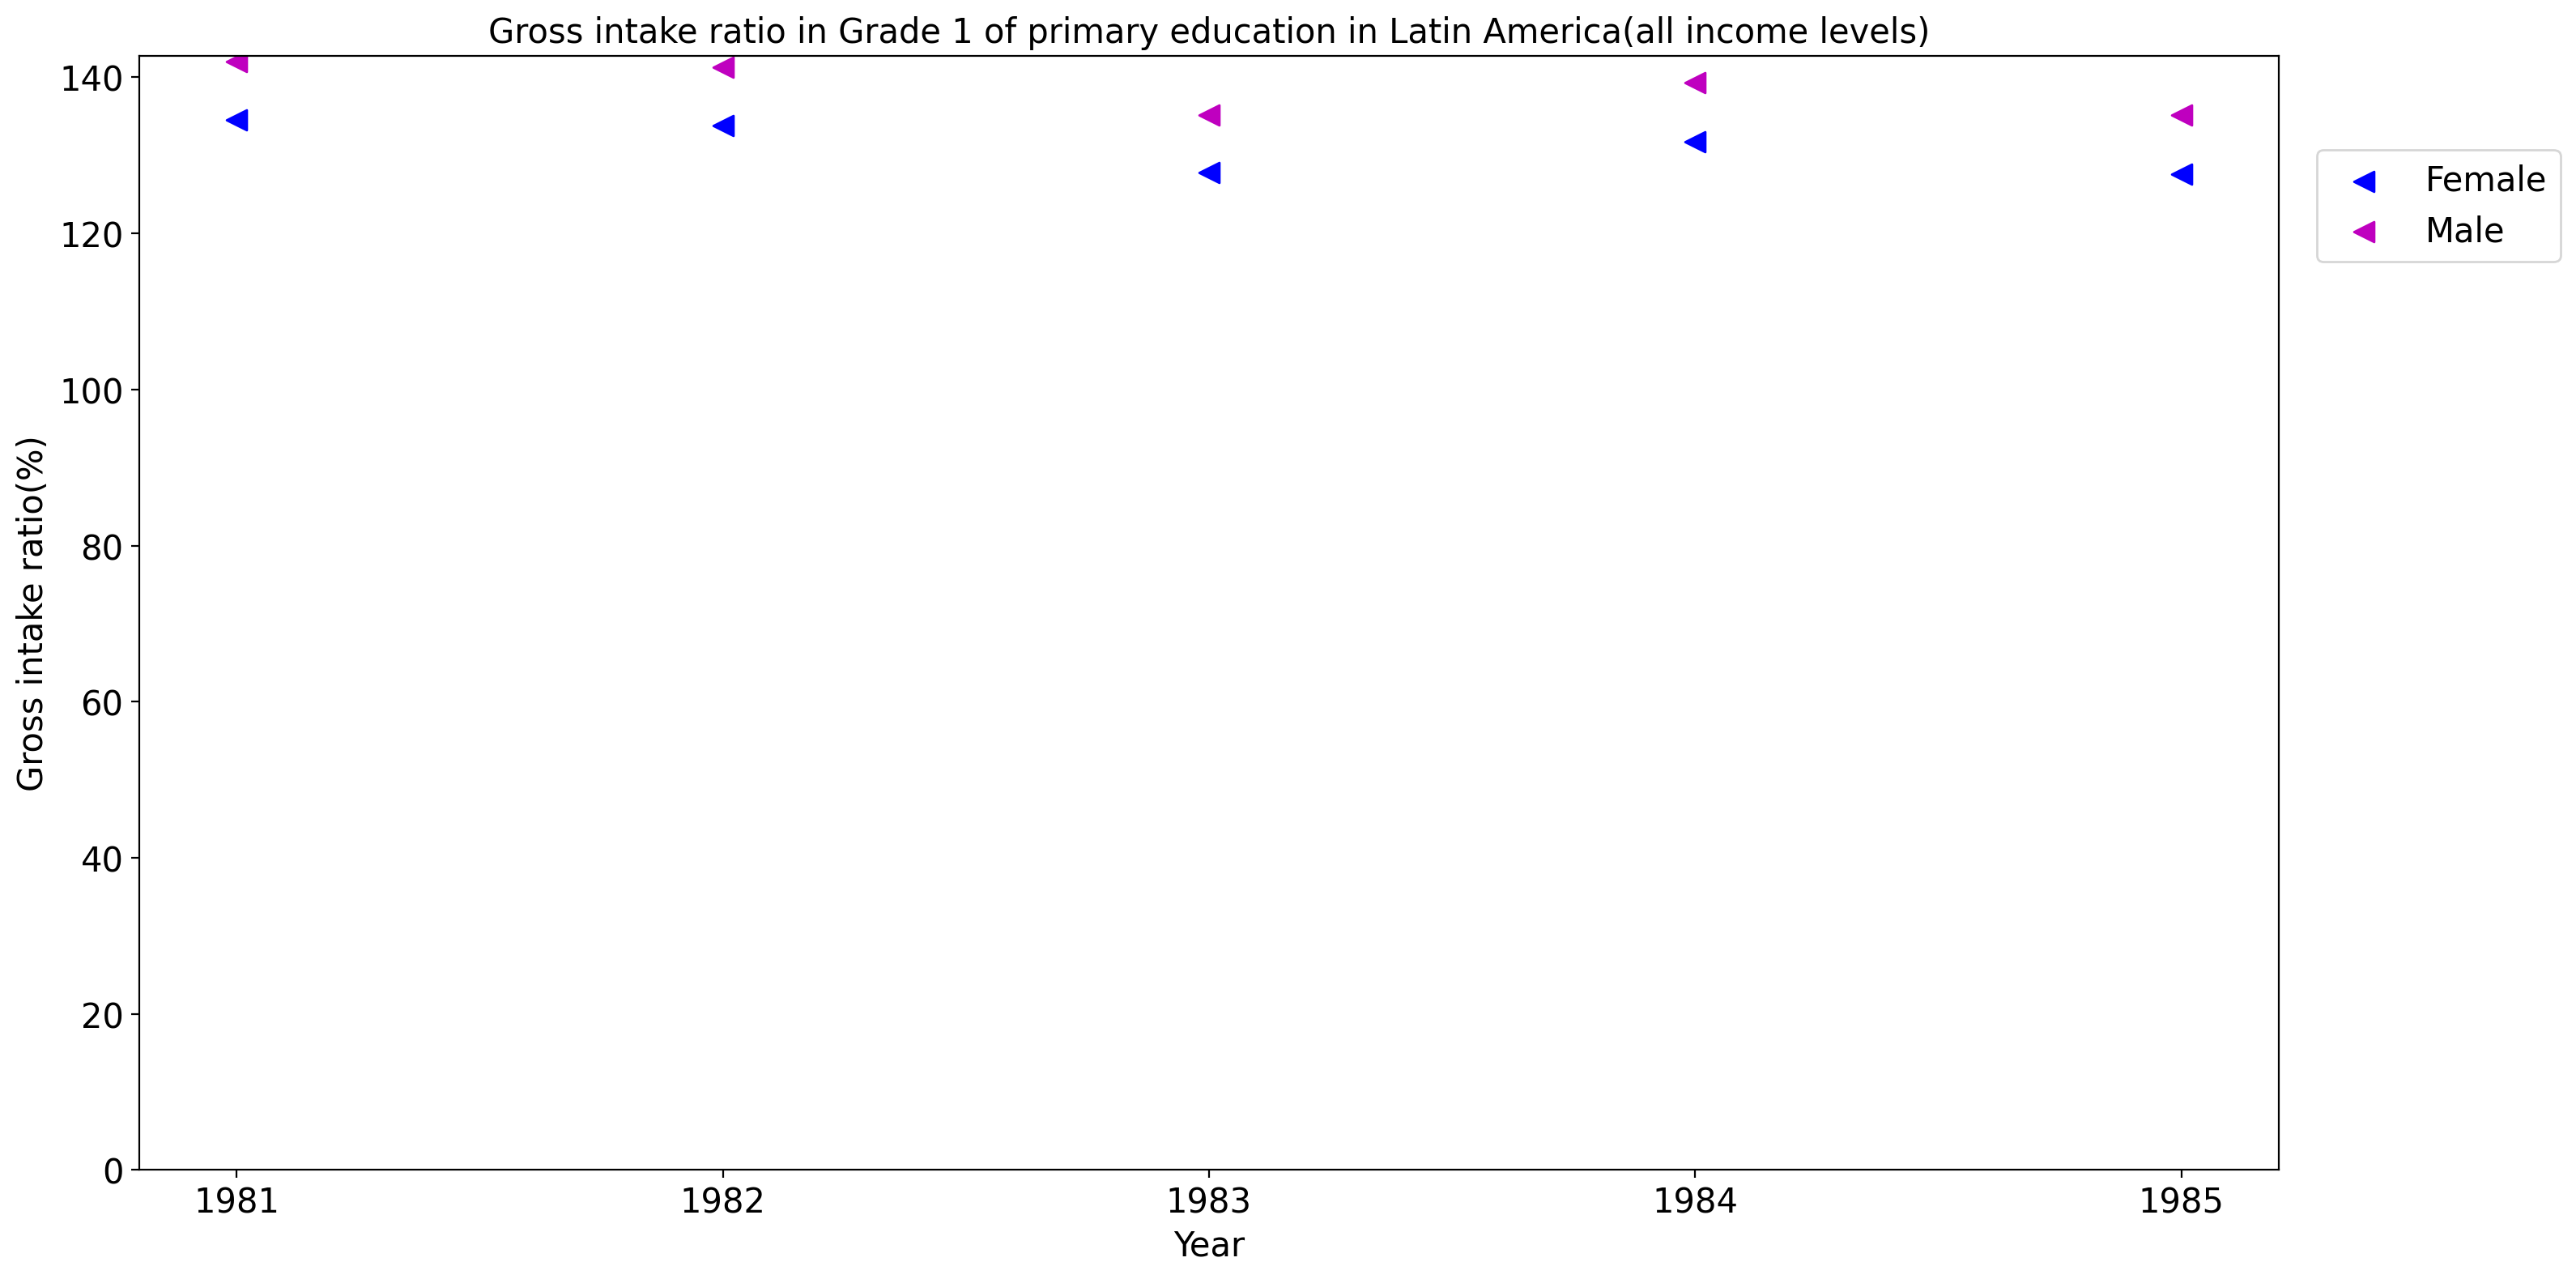 Gross intake ratio in Grade 1 of primary education in Latin America(all income levels)
Gross intake ratio(%)
140
120
100
80
60
40
20
0
1981 1982 1983 1984 1985
Year
Female
Male